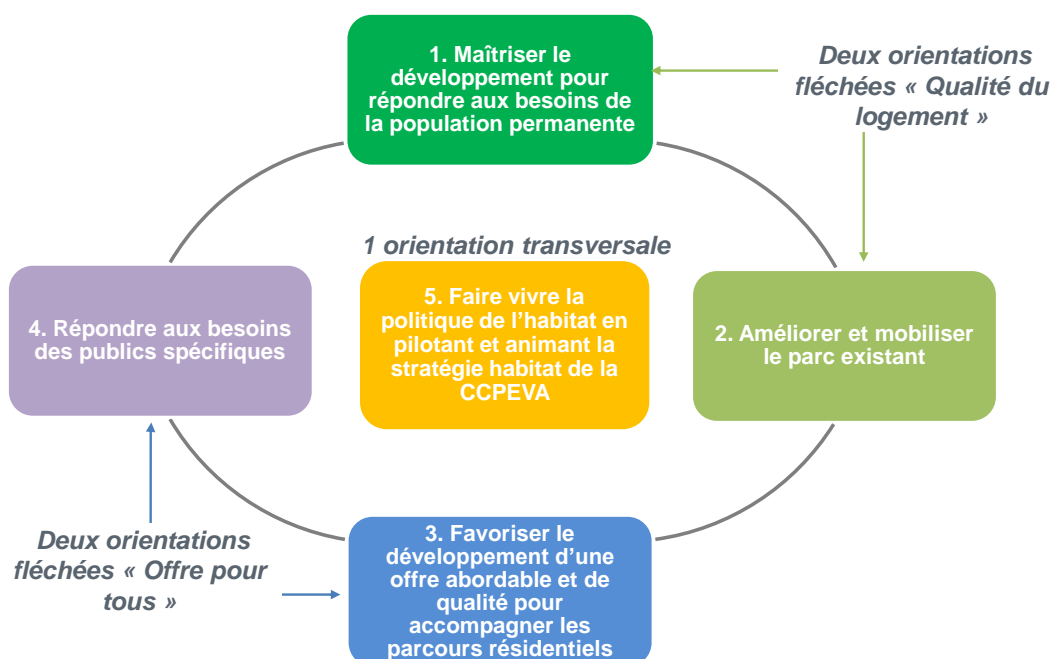 1. Maîtriser le
développement pour
répondre aux besoins de
la population permanente
Deux orientations
fléchées « Qualité du
logement »
1 orientation transversale
4. Répondre aux besoins
des publics spécifiques
5. Faire vivre la
politique de l’habitat en
pilotant et animant la
stratégie habitat de la
CCPEVA
2. Améliorer et mobiliser
le parc existant
Deux orientations
fléchées « Offre pour
tous »
3. Favoriser le
développement d’une
offre abordable et de
qualité pour
accompagner les
parcours résidentiels